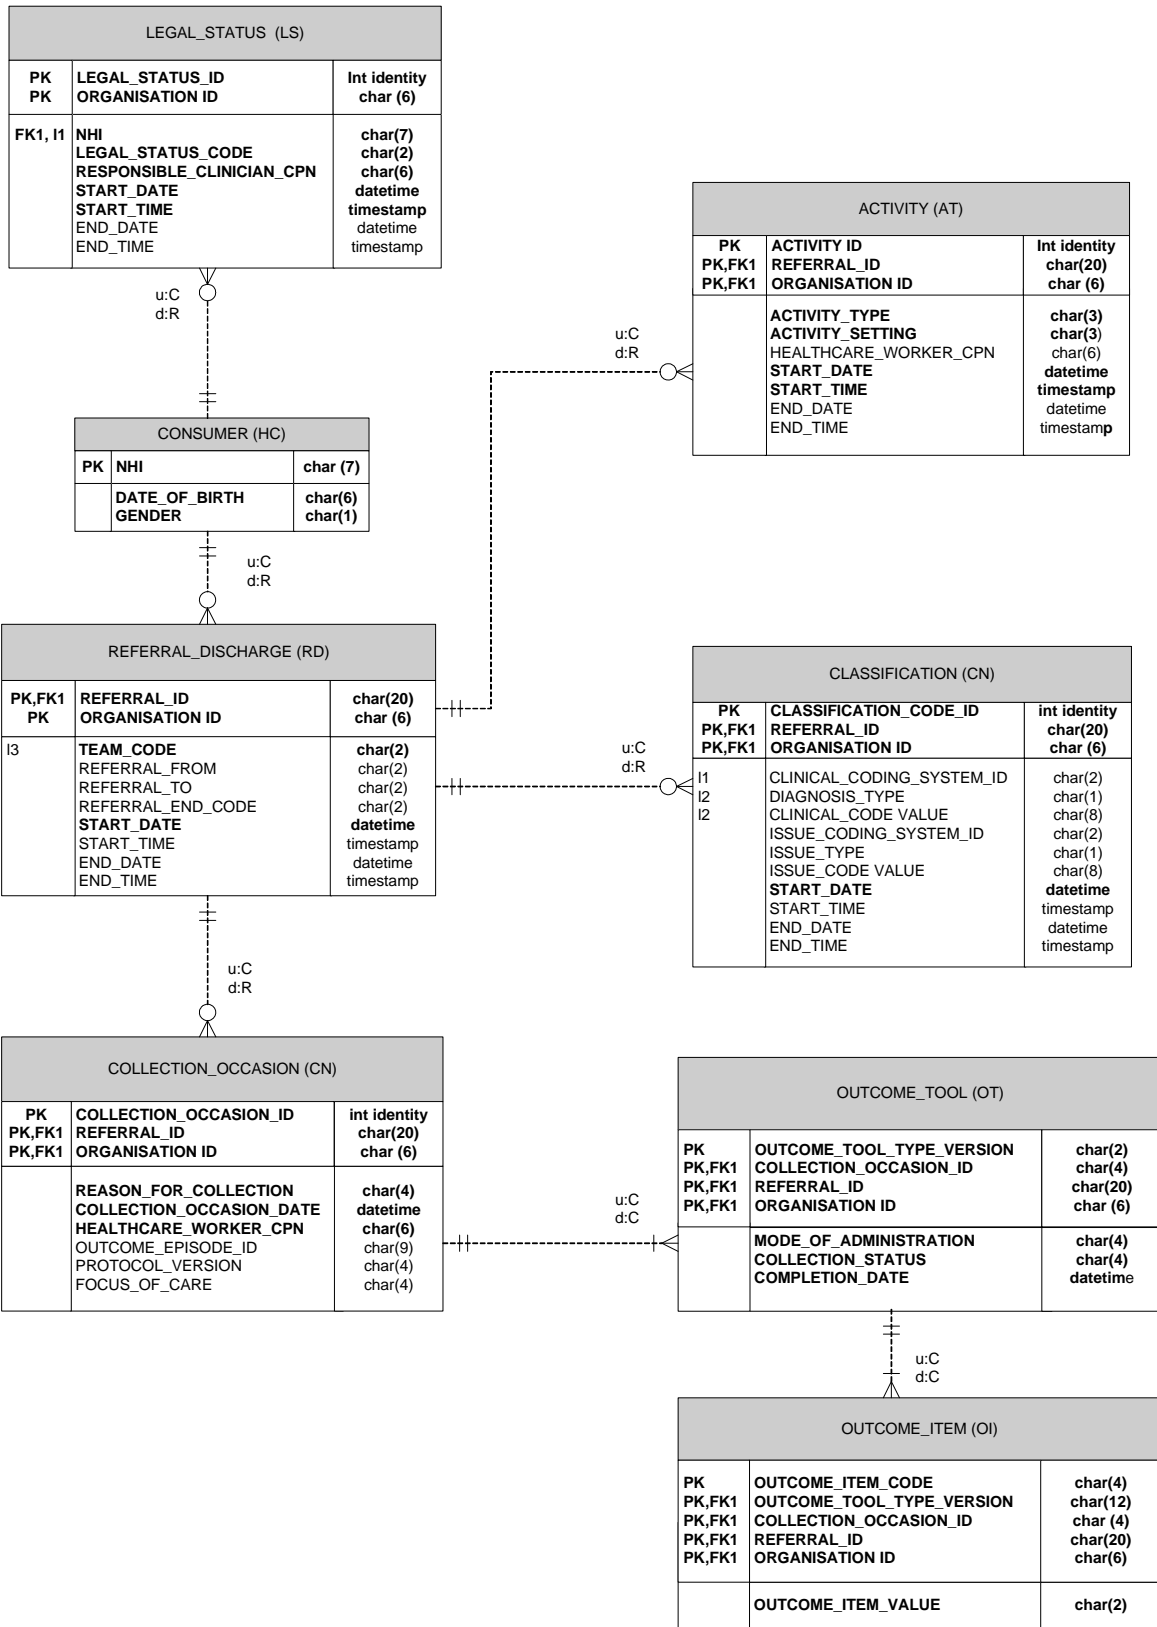 LEGAL_STATUS (LS)
PK LEGAL_STATUS_ID Int identity
PK ORGANISATION ID char (6)
FK1, I1 NHI char(7)
LEGAL_STATUS_CODE char(2)
RESPONSIBLE_CLINICIAN_CPN char(6)
START_DATE datetime
START_TIME timestamp
END_DATE datetime
END_TIME timestamp
u:C
d:R
ACTIVITY (AT)
PK ACTIVITY ID Int identity
PK,FK1 REFERRAL_ID char(20)
PK,FK1 ORGANISATION ID char (6)
ACTIVITY_TYPE char(3)
ACTIVITY_SETTING char(3)
HEALTHCARE_WORKER_CPN char(6)
START_DATE datetime
START_TIME timestamp
END_DATE datetime
END_TIME timestamp
u:C
d:R
CONSUMER (HC)
PK NHI char (7)
DATE_OF_BIRTH char(6)
GENDER char(1)
u:C
d:R
REFERRAL_DISCHARGE (RD)
PK,FK1 REFERRAL_ID char(20)
PK ORGANISATION ID char (6)
I3 TEAM_CODE char(2)
REFERRAL_FROM char(2)
REFERRAL_TO char(2)
REFERRAL_END_CODE char(2)
START_DATE datetime
START_TIME timestamp
END_DATE datetime
END_TIME timestamp
u:C
d:R
CLASSIFICATION (CN)
PK CLASSIFICATION_CODE_ID int identity
PK,FK1 REFERRAL_ID char(20)
PK,FK1 ORGANISATION ID char (6)
I1 CLINICAL_CODING_SYSTEM_ID char(2)
I2 DIAGNOSIS_TYPE char(1)
I2 CLINICAL_CODE VALUE char(8)
ISSUE_CODING_SYSTEM_ID char(2)
ISSUE_TYPE char(1)
ISSUE_CODE VALUE char(8)
START_DATE datetime
START_TIME timestamp
END_DATE datetime
END_TIME timestamp
u:C
d:R
COLLECTION_OCCASION (CN)
PK COLLECTION_OCCASION_ID int identity
PK,FK1 REFERRAL_ID char(20)
PK,FK1 ORGANISATION ID char (6)
REASON_FOR_COLLECTION char(4)
COLLECTION_OCCASION_DATE datetime
HEALTHCARE_WORKER_CPN char(6)
OUTCOME_EPISODE_ID char(9)
PROTOCOL_VERSION char(4)
FOCUS_OF_CARE char(4)
u:C
d:C
OUTCOME_TOOL (OT)
PK OUTCOME_TOOL_TYPE_VERSION char(2)
PK,FK1 COLLECTION_OCCASION_ID char(4)
PK,FK1 REFERRAL_ID char(20)
PK,FK1 ORGANISATION ID char (6)
MODE_OF_ADMINISTRATION char(4)
COLLECTION_STATUS char(4)
COMPLETION_DATE datetime
u:C
d:C
OUTCOME_ITEM (OI)
PK OUTCOME_ITEM_CODE char(4)
PK,FK1 OUTCOME_TOOL_TYPE_VERSION char(12)
PK,FK1 COLLECTION_OCCASION_ID char (4)
PK,FK1 REFERRAL_ID char(20)
PK,FK1 ORGANISATION ID char(6)
OUTCOME_ITEM_VALUE char(2)